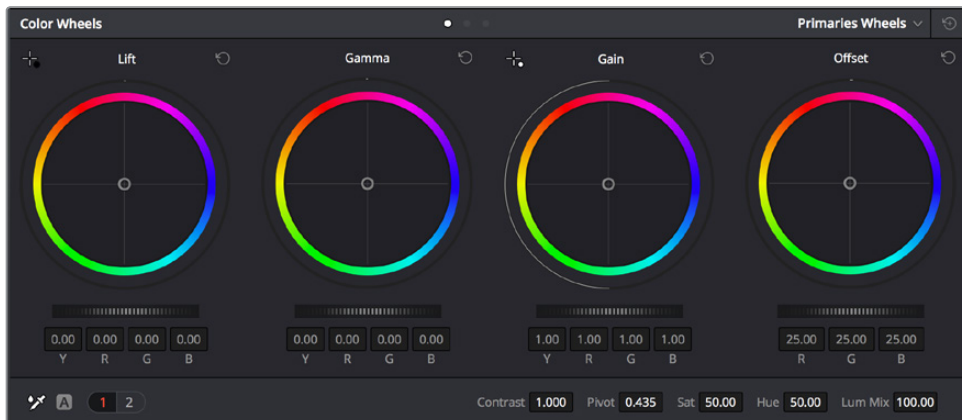 Color Wheels Primaries Wheels
Lift Gamma Gain Offset
0.00 0.00 0.00 0.00 0.00 0.00 0.00 0.00 1.00 1.00 1.00 1.00 25.00 25.00 25.00
Y R G B Y R G B Y R G B R G B
A 1 2 Contrast 1.000 Pivot 0.435 Sat 50.00 Hue 50.00 Lum Mix 100.00